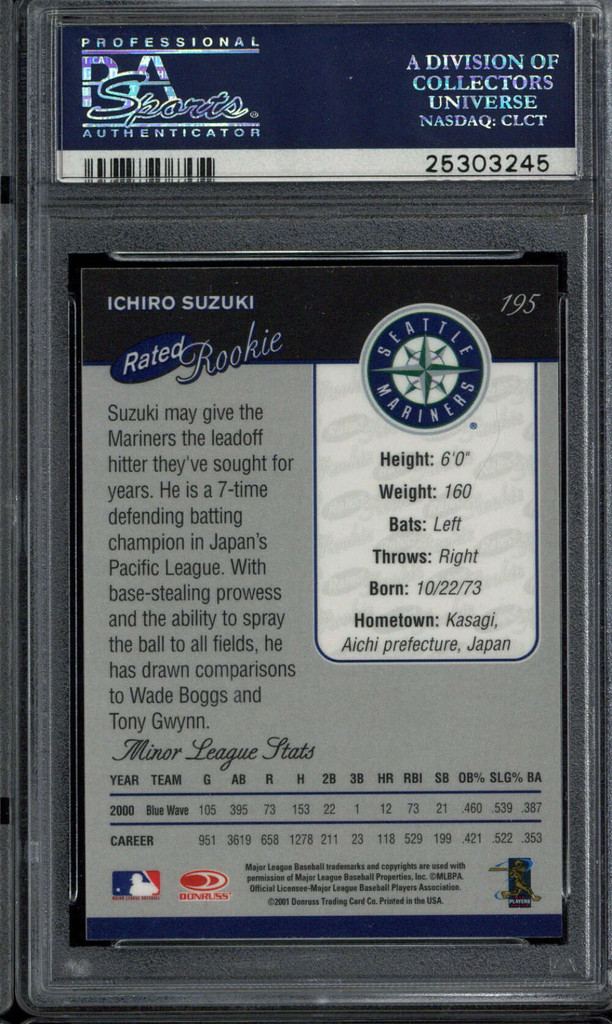 PROFESSIONAL
TCA
PSA
Sports®
AUTHENTICATOR
A DIVISION OF
COLLECTORS
UNIVERSE
NASDAQ: CLCT
25303245
ICHIRO SUZUKI
195
Rated Rookie
SEATTLE
MARINERS
®
Suzuki may give the
Mariners the leadoff
hitter they've sought for
years. He is a 7-time
defending batting
champion in Japan's
Pacific League. With
base-stealing prowess
and the ability to spray
the ball to all fields, he
has drawn comparisons
to Wade Boggs and
Tony Gwynn.
Height: 6'0"
Weight: 160
Bats: Left
Throws: Right
Born: 10/22/73
Hometown: Kasagi,
Aichi prefecture, Japan
Minor League Stats
YEAR TEAM G AB R H 2B 3B HR RBI SB OB% SLG% BA
2000 Blue Wave 105 395 73 153 22 1 12 73 21 .460 .539 .387
CAREER 951 3619 658 1278 211 23 118 529 199 .421 .522 .353
MAJOR LEAGUE BASEBALL
DONRUSS®
Major League Baseball trademarks and copyrights are used with
permission of Major League Baseball Properties, Inc. ©MLBPA.
Official Licensee-Major League Baseball Players Association.
©2001 Donruss Trading Card Co. Printed in the USA.
PLAYERS